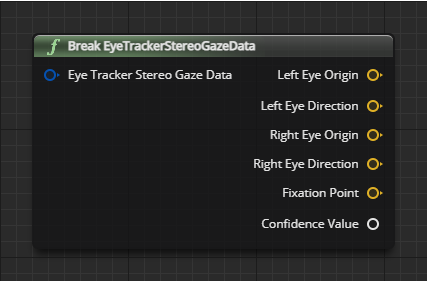 Break EyeTrackerStereoGazeData
Eye Tracker Stereo Gaze Data Left Eye Origin
Left Eye Direction
Right Eye Origin
Right Eye Direction
Fixation Point
Confidence Value